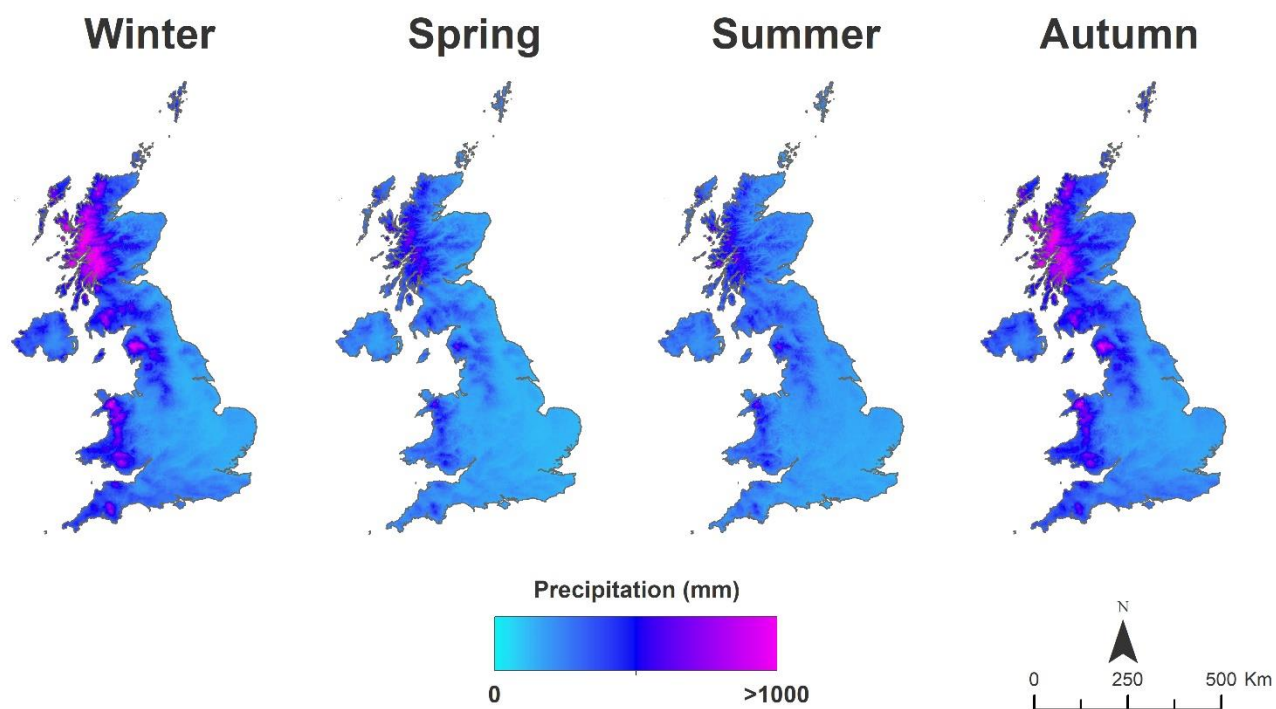 Winter Spring Summer Autumn
Precipitation (mm)
0 >1000
N
0 250 500 Km